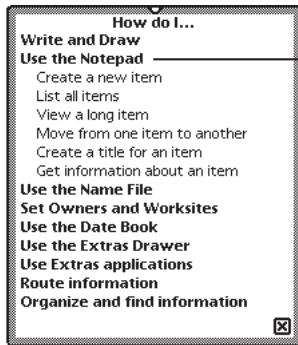 How do I...
Write and Draw
Use the Notepad
Create a new item
List all items
View a long item
Move from one item to another
Create a title for an item
Get information about an item
Use the Name File
Set Owners and Worksites
Use the Date Book
Use the Extras Drawer
Use Extras applications
Route information
Organize and find information